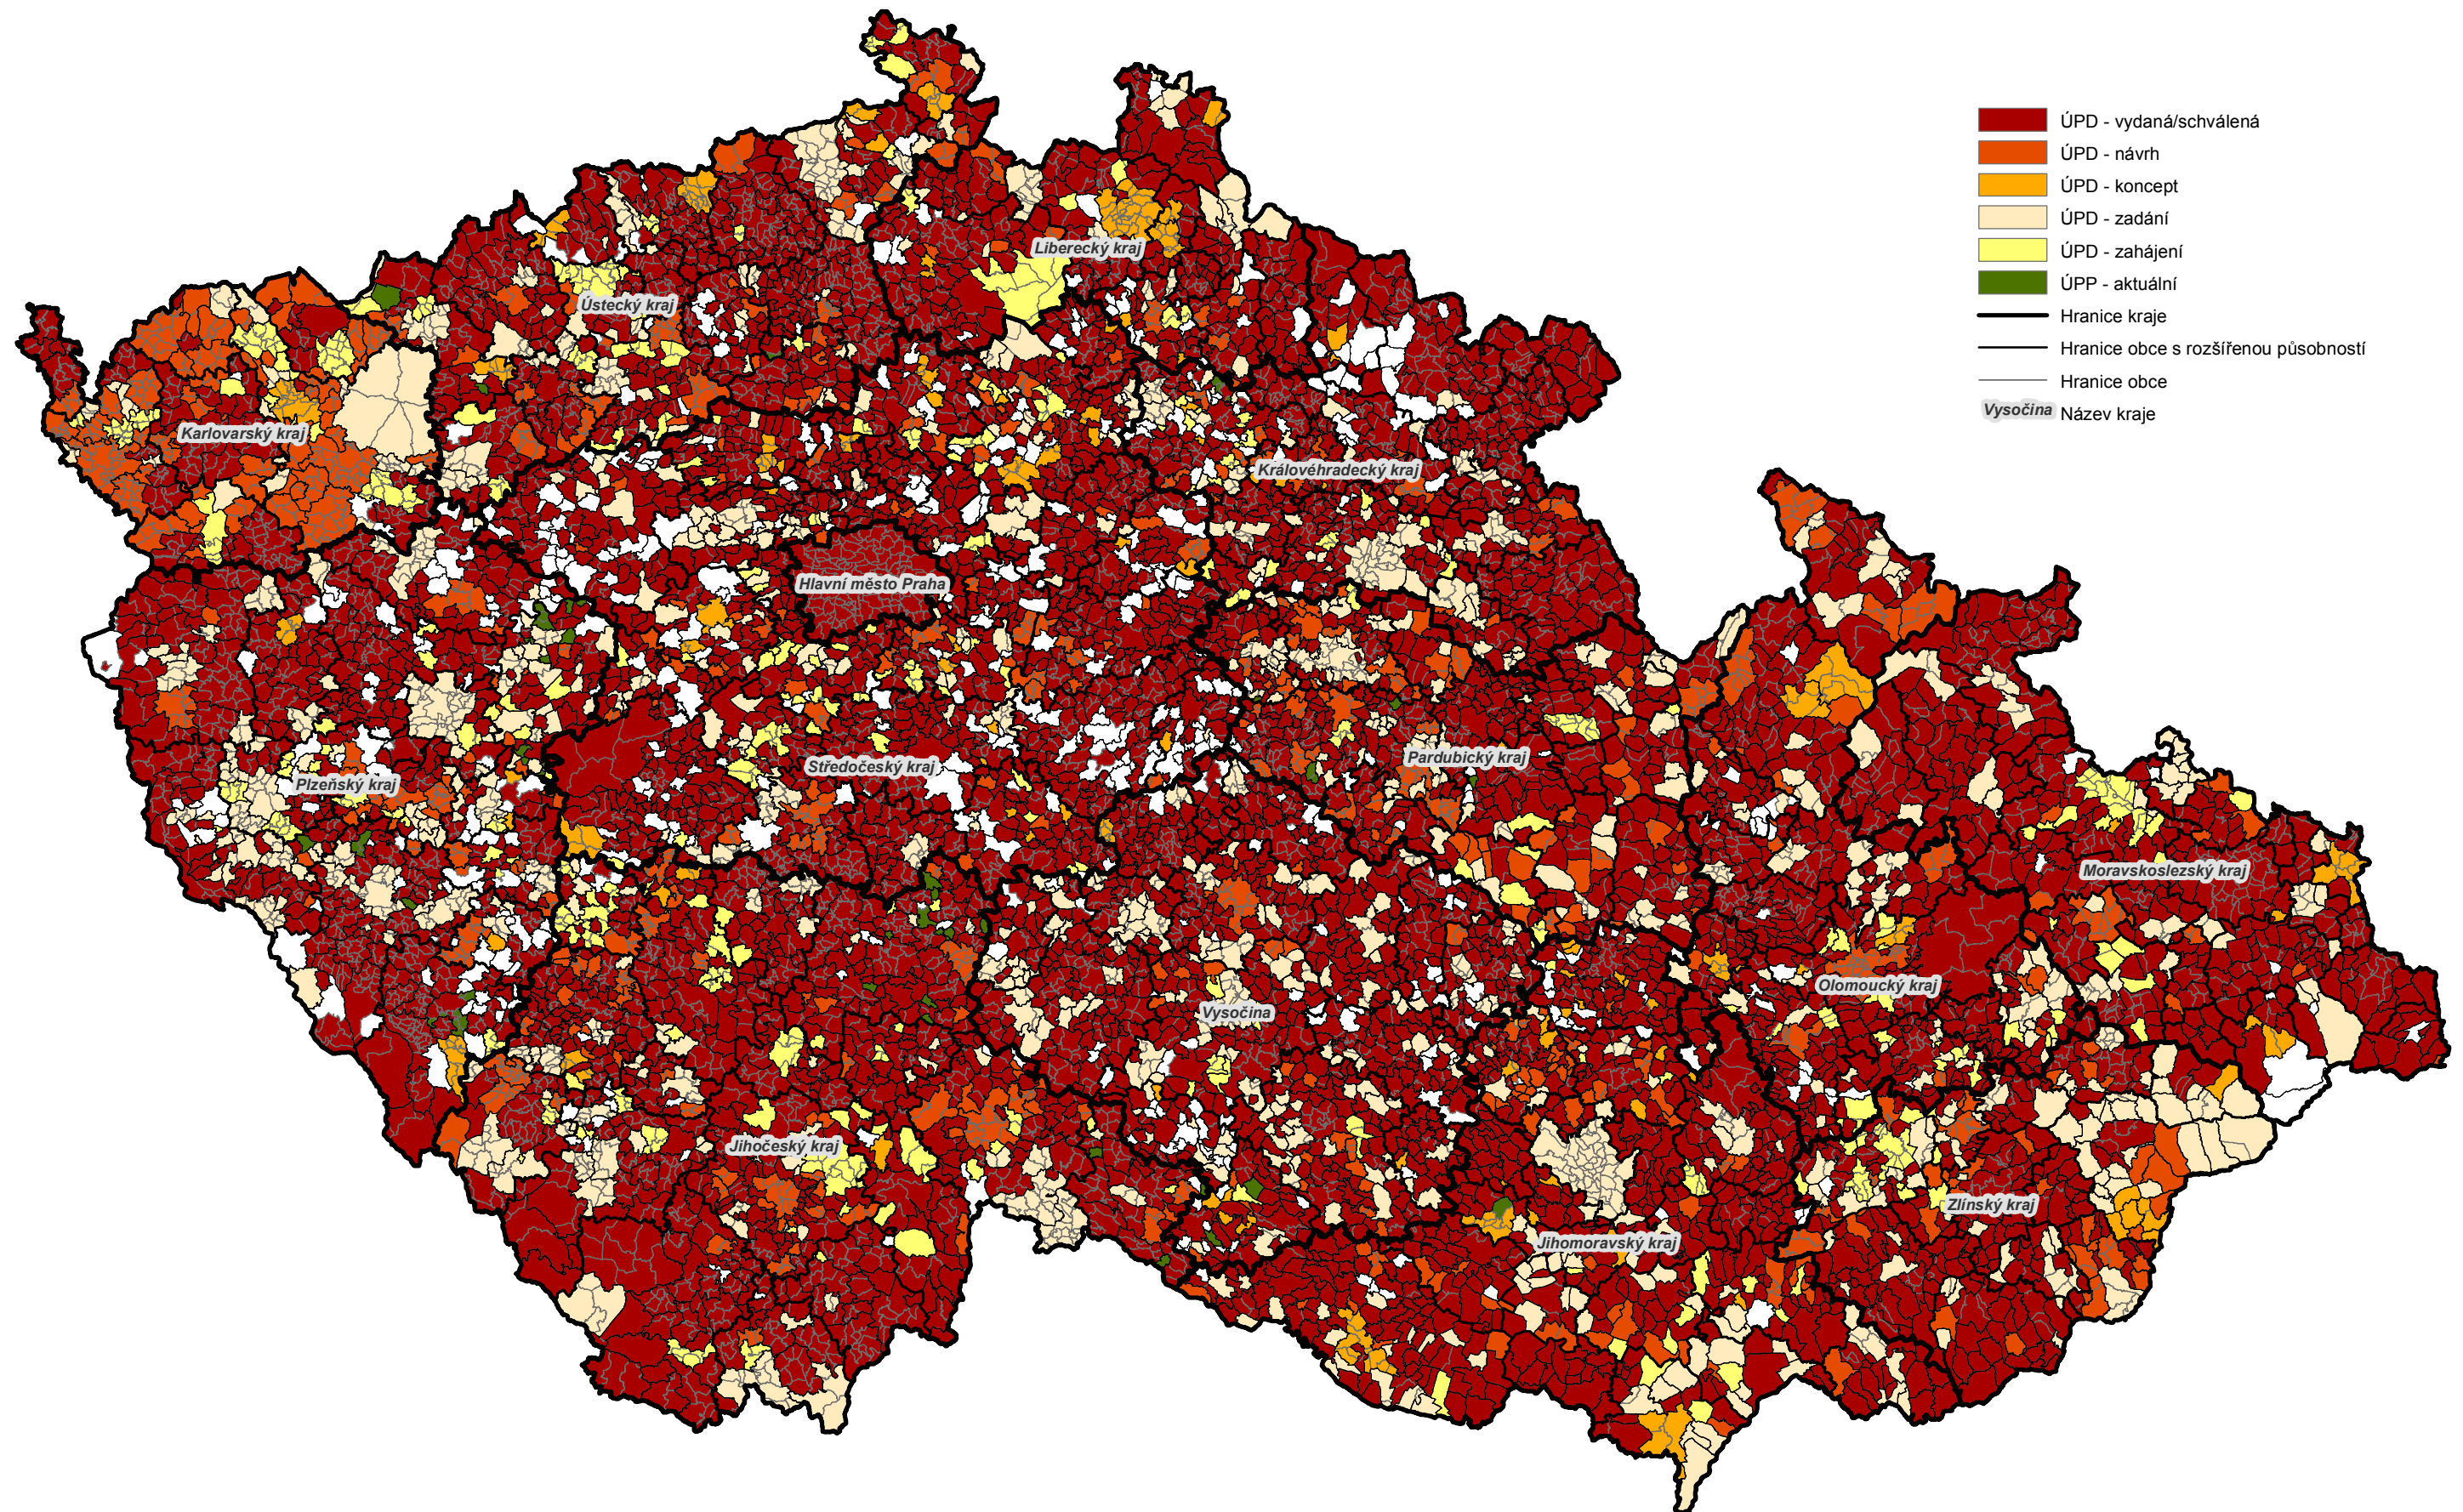 ÚPD - vydaná/schválená
ÚPD - návrh
ÚPD - koncept
ÚPD - zadání
ÚPD - zahájení
ÚPP - aktuální
Hranice kraje
Hranice obce s rozšířenou působností
Hranice obce
Vysočina Název kraje
Liberecký kraj
Ústecký kraj
Karlovarský kraj
Královéhradecký kraj
Hlavní město Praha
Pardubický kraj
Středočeský kraj
Plzeňský kraj
Moravskoslezský kraj
Olomoucký kraj
Vysočina
Jihočeský kraj
Zlínský kraj
Jihomoravský kraj